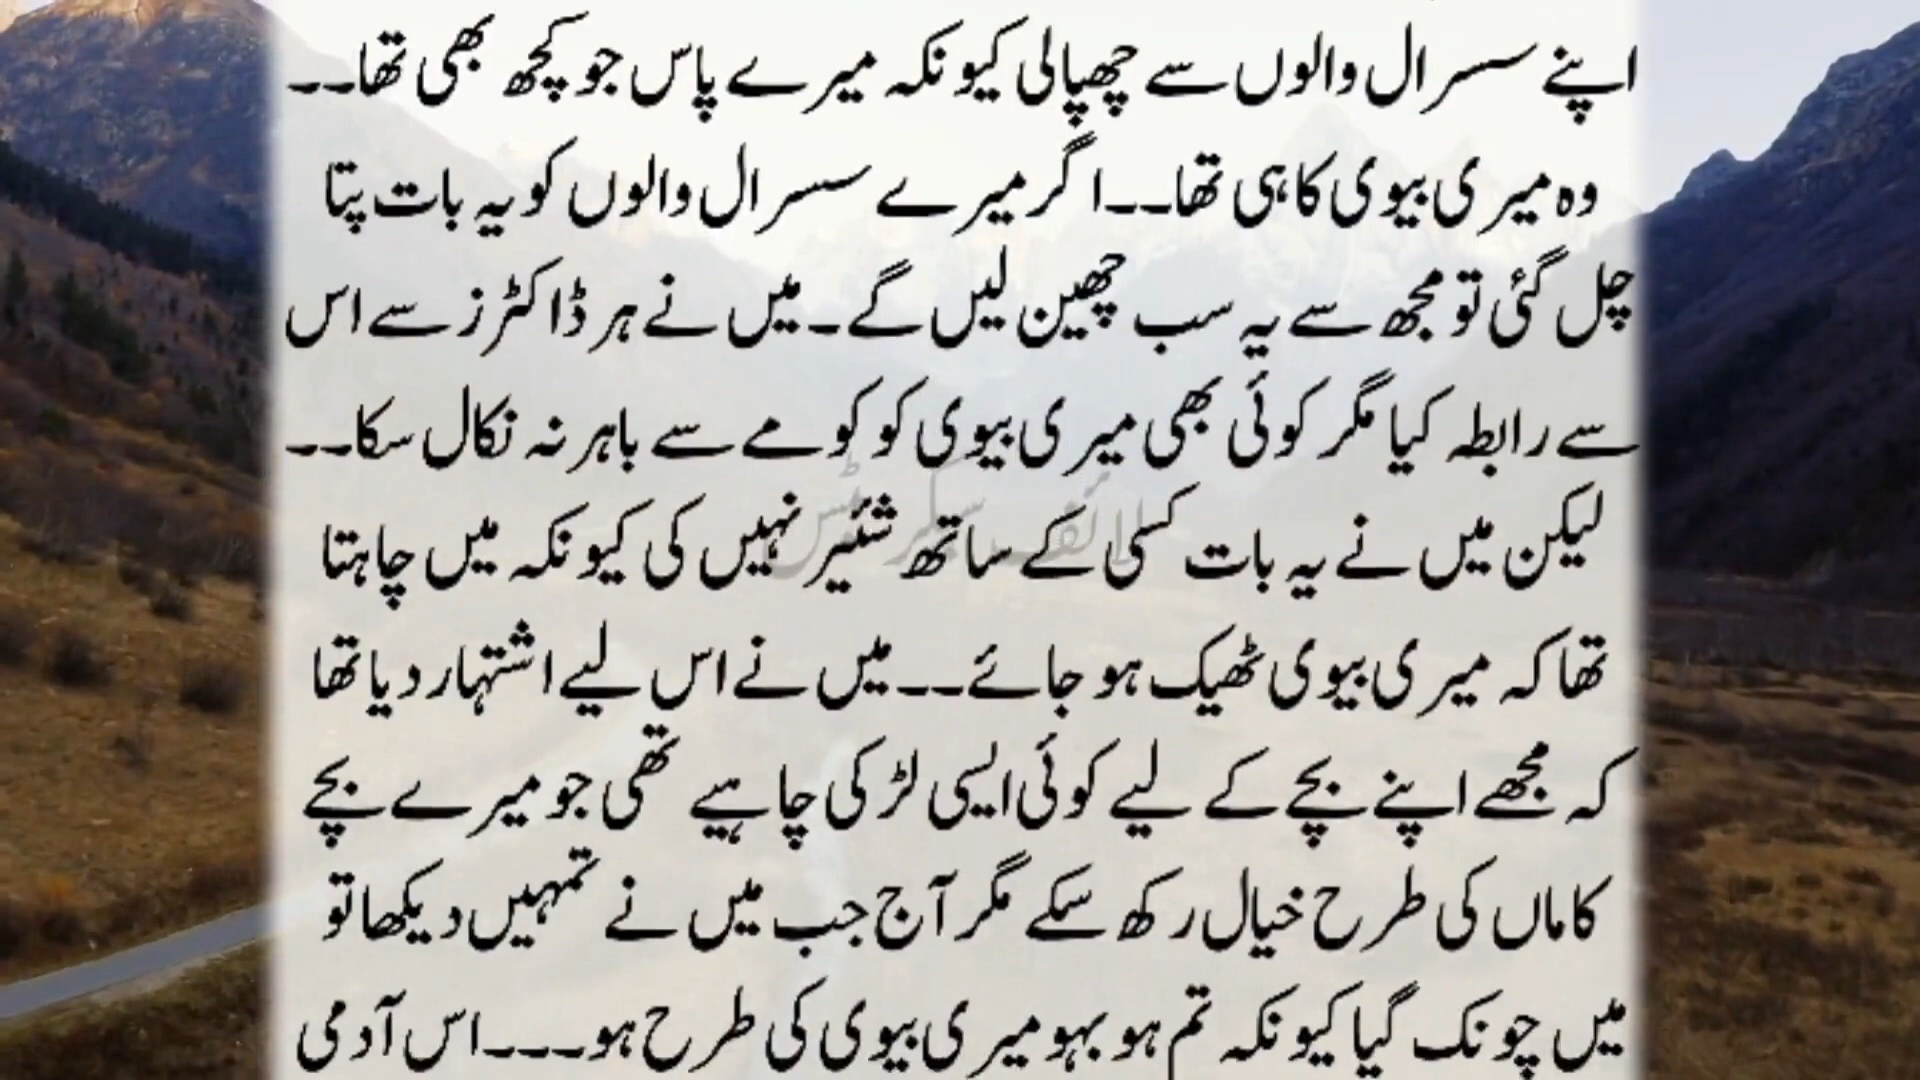 اپنے سسرال والوں سے چھپالی کیونکہ میرے پاس جو کچھ بھی تھا۔۔
وہ میری بیوی کا ہی تھا۔۔اگر میرے سسرال والوں کو یہ بات پتا
چل گئی تو مجھ سے یہ سب چھین لیں گے۔میں نے ہر ڈاکٹرز سے اس
سے رابطہ کیا مگر کوئی بھی میری بیوی کو کومے سے باہر نہ نکال سکا۔۔
لیکن میں نے یہ بات کسی کے ساتھ شئیر نہیں کی کیونکہ میں چاہتا
تھا کہ میری بیوی ٹھیک ہو جائے۔۔میں نے اس لیے اشتہار دیا تھا
کہ مجھے اپنے بچے کے لیے کوئی ایسی لڑکی چاہیے تھی جو میرے بچے
کا ماں کی طرح خیال رکھ سکے مگر آج جب میں نے تمہیں دیکھا تو
میں چونک گیا کیونکہ تم ہو بہو میری بیوی کی طرح ہو۔۔۔اس آدمی